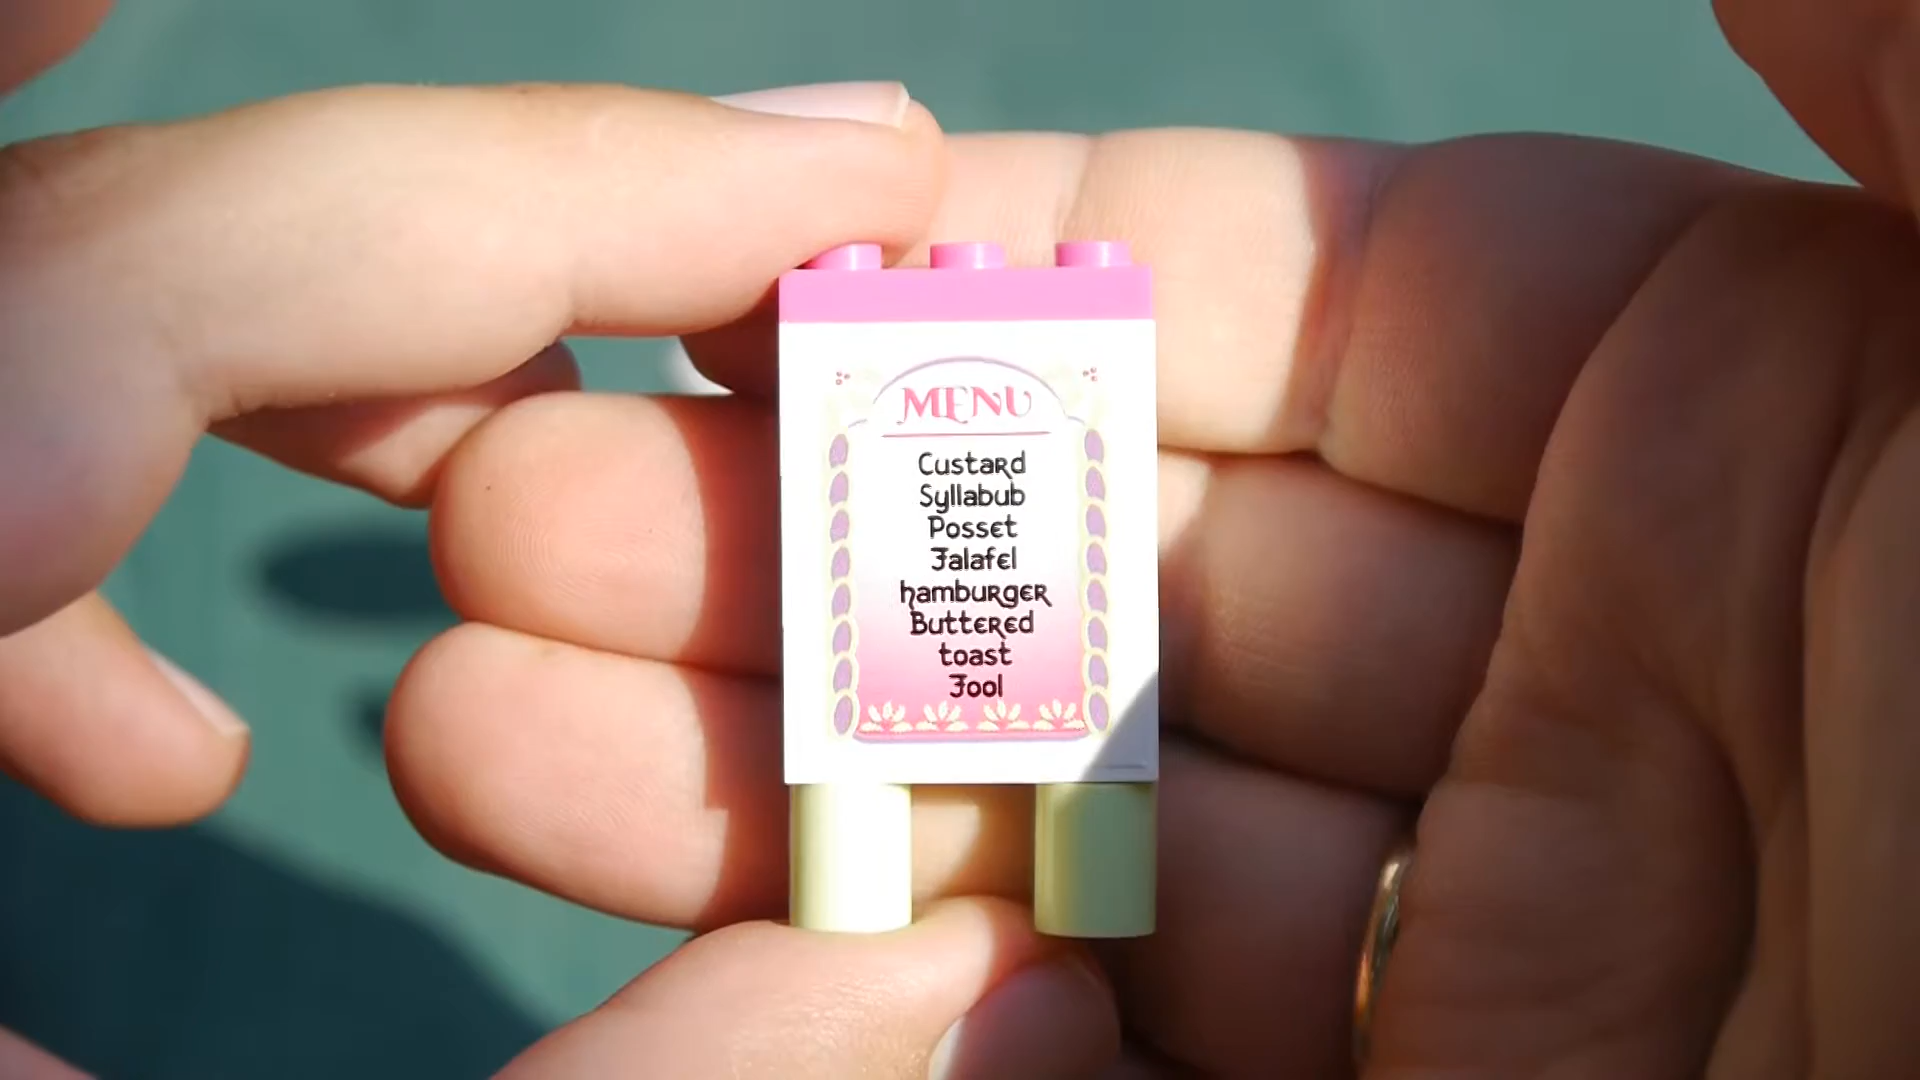 MENU
Custard
Syllabub
Posset
Falafel
hamburger
Buttered
toast
Fool